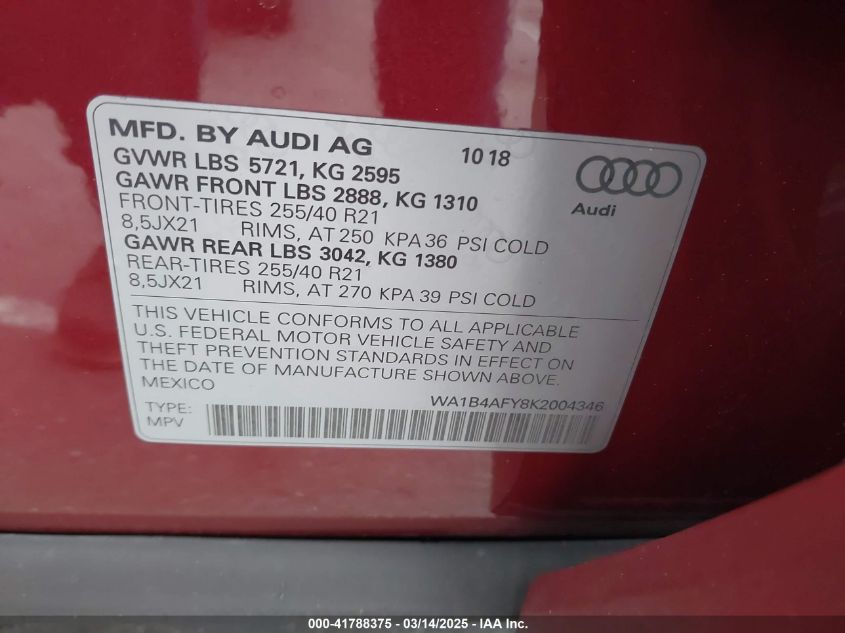 MFD. BY AUDI AG 10 18
GVWR LBS 5721, KG 2595
GAWR FRONT LBS 2888, KG 1310
FRONT-TIRES 255/40 R21
8,5JX21 RIMS, AT 250 KPA 36 PSI COLD
GAWR REAR LBS 3042, KG 1380
REAR-TIRES 255/40 R21
8,5JX21 RIMS, AT 270 KPA 39 PSI COLD
Audi
THIS VEHICLE CONFORMS TO ALL APPLICABLE
U.S. FEDERAL MOTOR VEHICLE SAFETY AND
THEFT PREVENTION STANDARDS IN EFFECT ON
THE DATE OF MANUFACTURE SHOWN ABOVE.
MEXICO
WA1B4AFY8K2004346
TYPE:
MPV
000-41788375 - 03/14/2025 - IAA Inc.